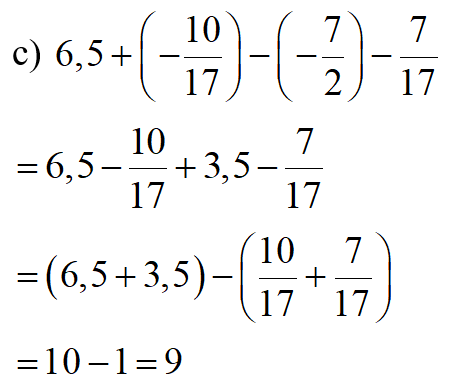 c) 6,5 + (−10/17) − (−7/2) − 7/17
= 6,5 − 10/17 + 3,5 − 7/17
= (6,5 + 3,5) − (10/17 + 7/17)
= 10 − 1 = 9